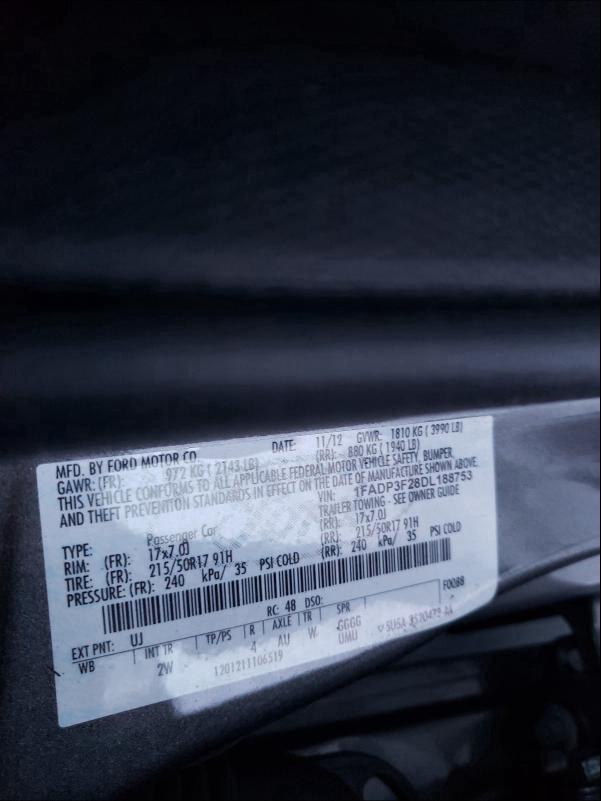 MFD. BY FORD MOTOR CO. DATE: 11/12 GVWR: 1810 KG ( 3990 LB)
GAWR: (FR): 972 KG ( 2143 LB) (RR): 880 KG ( 1940 LB)
THIS VEHICLE CONFORMS TO ALL APPLICABLE FEDERAL MOTOR VEHICLE SAFETY, BUMPER,
AND THEFT PREVENTION STANDARDS IN EFFECT ON THE DATE OF MANUFACTURE SHOWN ABOVE.
VIN: 1FADP3F28DL188753
TYPE: Passenger Car TRAILER TOWING - SEE OWNER GUIDE
RIM: (FR): 17x7.0J (RR): 17x7.0J
TIRE: (FR): 215/50R17 91H (RR): 215/50R17 91H
PRESSURE: (FR): 240 kPa/ 35 PSI COLD (RR): 240 kPa/ 35 PSI COLD
F0088
EXT PNT: UJ RC: 48 DSO:
WB INT TR TP/PS R AXLE TR SPR
2W 4 AU W GGGG
UMU
1201211106519